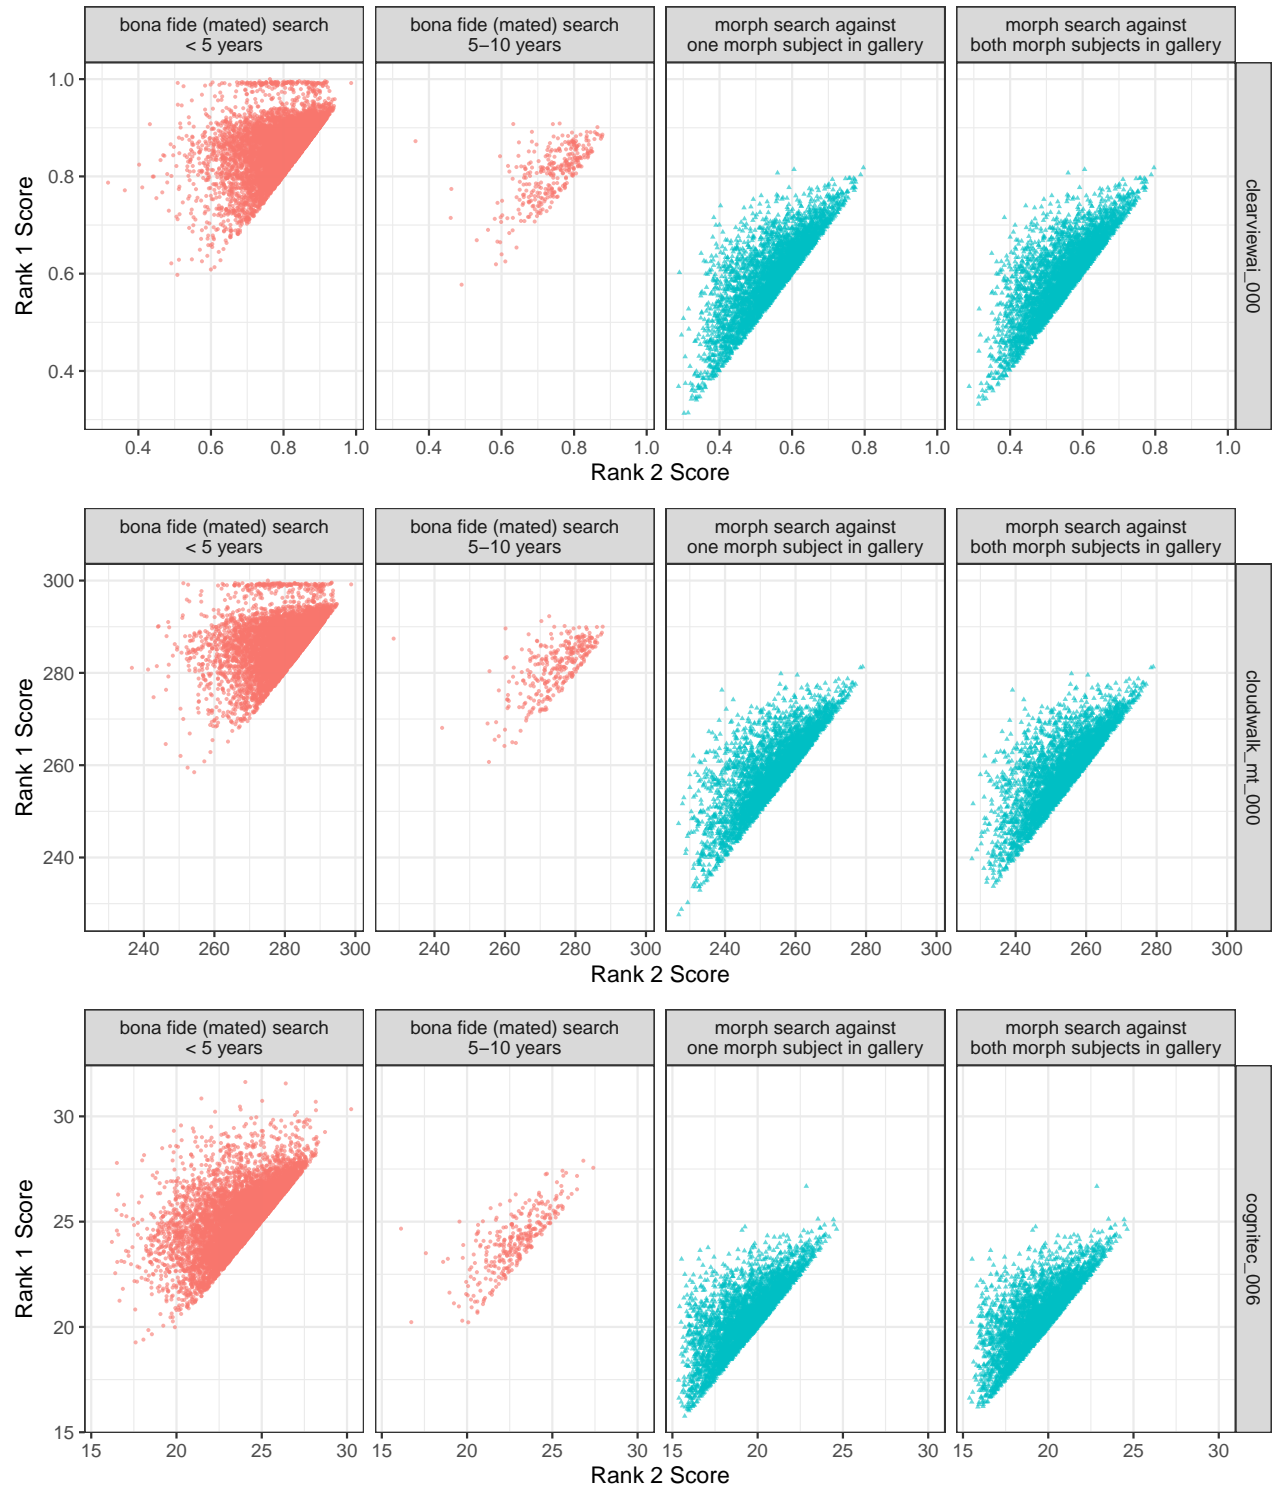 bona fide (mated) search
< 5 years
bona fide (mated) search
5−10 years
morph search against
one morph subject in gallery
morph search against
both morph subjects in gallery
1.0
0.8
0.6
0.4
Rank 1 Score
clearviewai_000
0.4 0.6 0.8 1.0
0.4 0.6 0.8 1.0
0.4 0.6 0.8 1.0
0.4 0.6 0.8 1.0
Rank 2 Score
bona fide (mated) search
< 5 years
bona fide (mated) search
5−10 years
morph search against
one morph subject in gallery
morph search against
both morph subjects in gallery
300
280
260
240
Rank 1 Score
cloudwalk_mt_000
240 260 280 300
240 260 280 300
240 260 280 300
240 260 280 300
Rank 2 Score
bona fide (mated) search
< 5 years
bona fide (mated) search
5−10 years
morph search against
one morph subject in gallery
morph search against
both morph subjects in gallery
30
25
20
15
Rank 1 Score
cognitec_006
15 20 25 30
15 20 25 30
15 20 25 30
15 20 25 30
Rank 2 Score